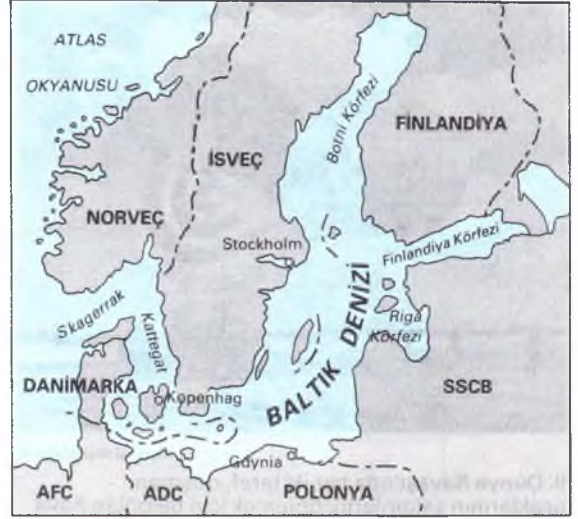 ATLAS
OKYANUSU
Botni Körfezi
FİNLANDİYA
İSVEÇ
NORVEÇ
Stockholm
Finlandiya Körfezi
Skagerrak
Kattegat
BALTIK DENİZİ
Riga
Körfezi
DANİMARKA
Kopenhag
SSCB
Gdynia
AFC
ADC
POLONYA